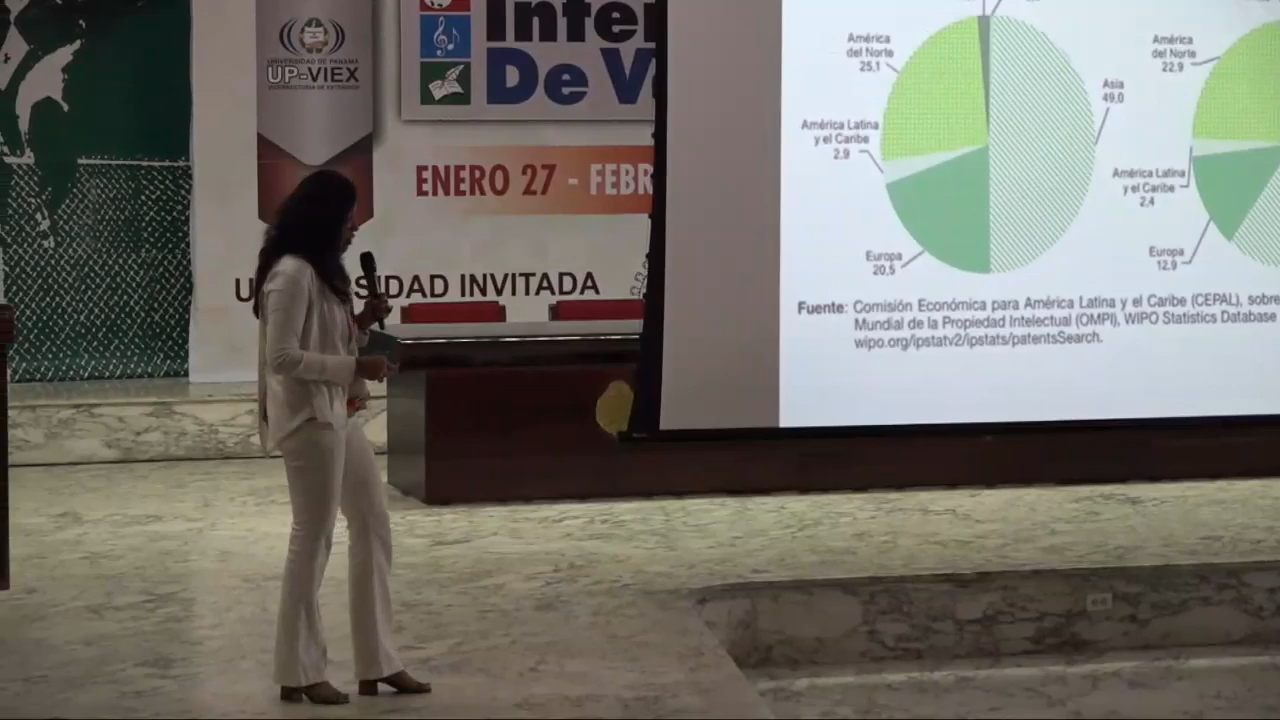 UNIVERSIDAD DE PANAMÁ
UP-VIEX
VICERRECTORÍA DE EXTENSIÓN
Inter
De V
ENERO 27 - FEBR
U SIDAD INVITADA
América
del Norte
25,1
América Latina
y el Caribe
2,9
Europa
20,5
Asia
49,0
América
del Norte
22,9
América Latina
y el Caribe
2,4
Europa
12,9
Fuente: Comisión Económica para América Latina y el Caribe (CEPAL), sobre
Mundial de la Propiedad Intelectual (OMPI), WIPO Statistics Database
wipo.org/ipstatv2/ipstats/patentsSearch.